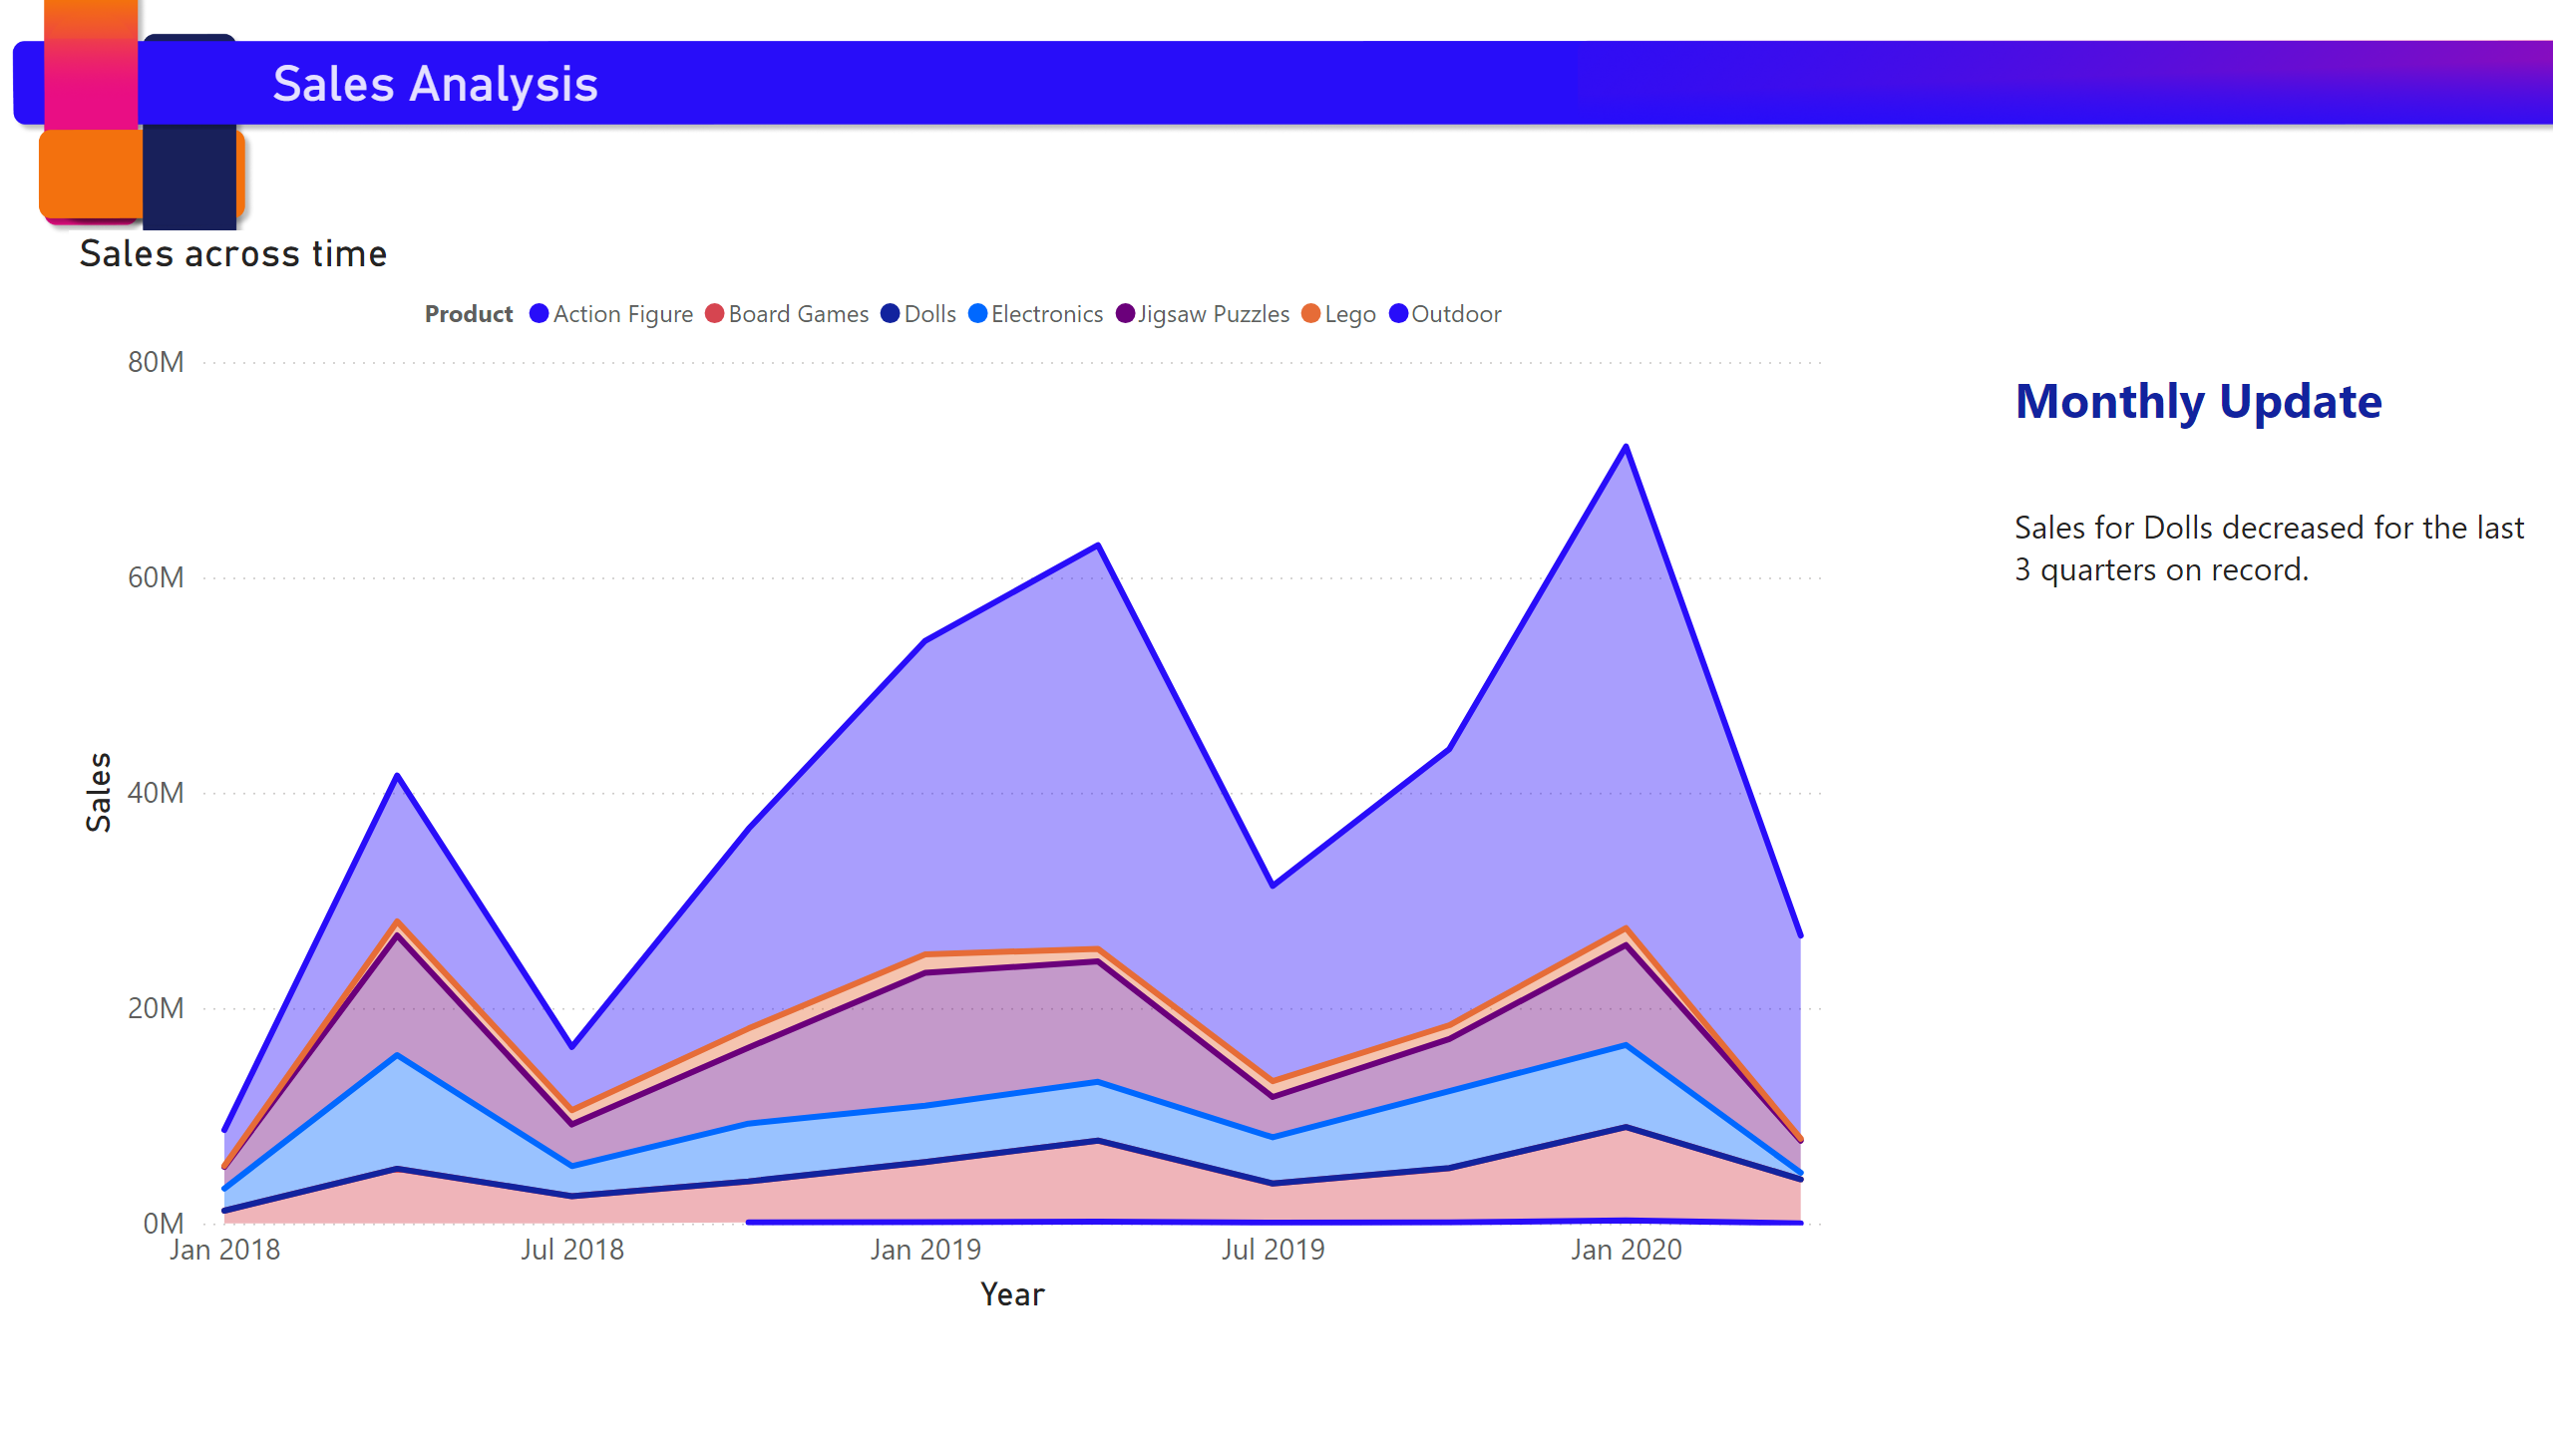 Sales Analysis
Sales across time
Product Action Figure Board Games Dolls Electronics Jigsaw Puzzles Lego Outdoor
80M
60M
40M
20M
0M
Sales
Jan 2018 Jul 2018 Jan 2019 Jul 2019 Jan 2020
Year
Monthly Update
Sales for Dolls decreased for the last
3 quarters on record.